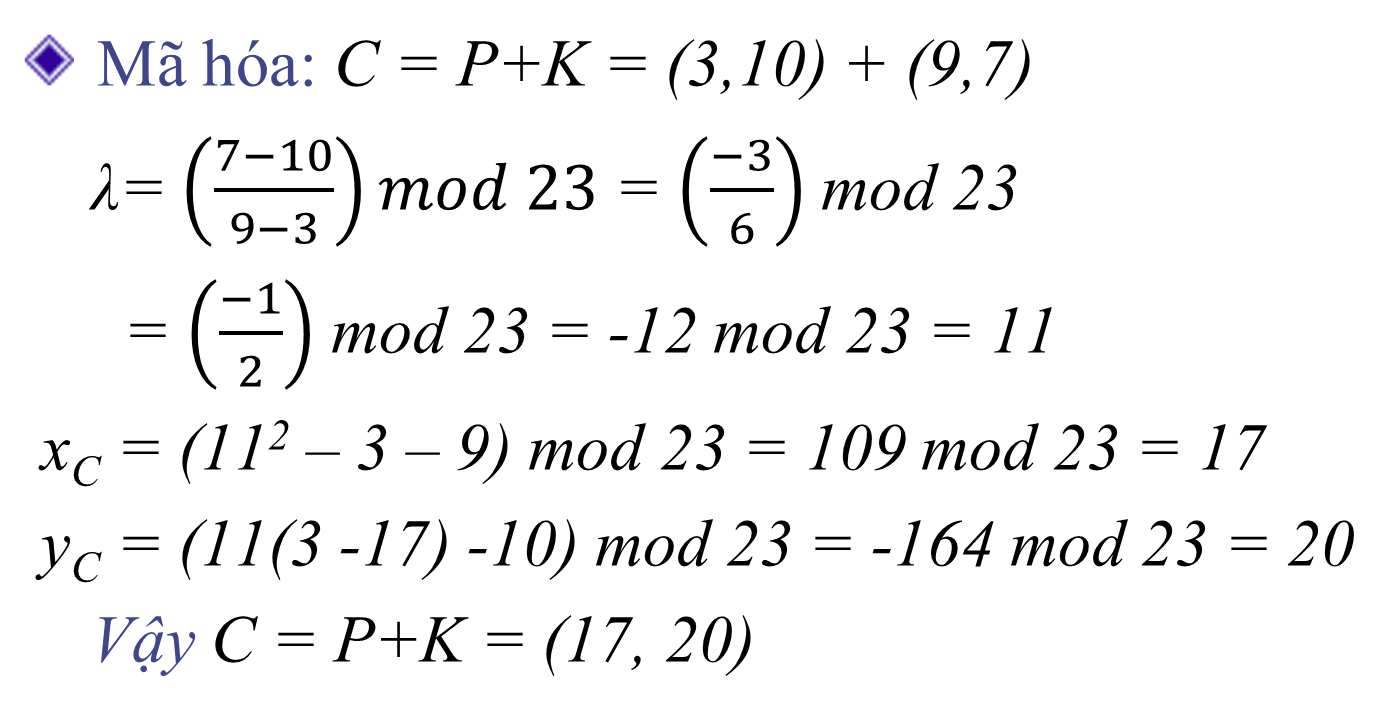 Mã hóa: C = P+K = (3,10) + (9,7)
λ= ((7−10)/(9−3)) mod 23 = ((−3)/6) mod 23
= ((−1)/2) mod 23 = -12 mod 23 = 11
x_C = (11² – 3 – 9) mod 23 = 109 mod 23 = 17
y_C = (11(3 -17) -10) mod 23 = -164 mod 23 = 20
Vậy C = P+K = (17, 20)